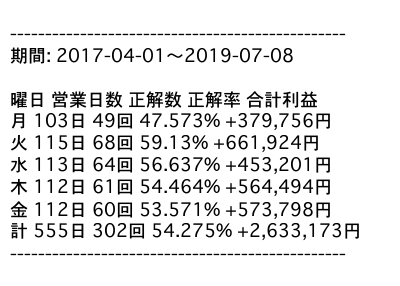 ------------------------------------------------
期間: 2017-04-01〜2019-07-08
曜日 営業日数 正解数 正解率 合計利益
月 103日 49回 47.573% +379,756円
火 115日 68回 59.13% +661,924円
水 113日 64回 56.637% +453,201円
木 112日 61回 54.464% +564,494円
金 112日 60回 53.571% +573,798円
計 555日 302回 54.275% +2,633,173円
------------------------------------------------